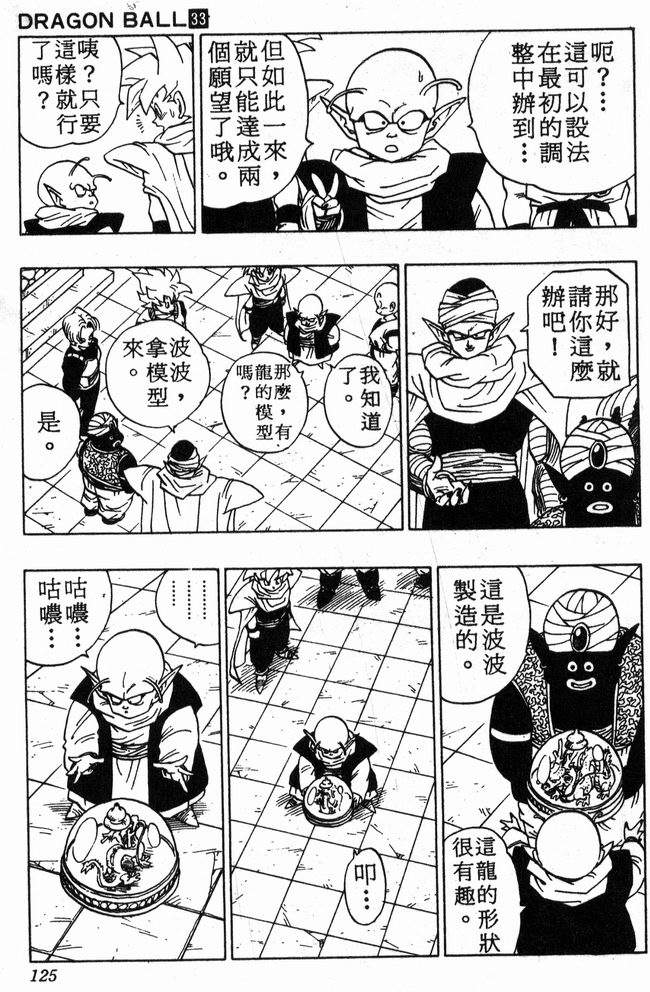 DRAGON BALL 33
呃？…
這可以設法
在最初的調
整中辦到…
但如此一來，
就只能達成兩
個願望了哦。
咦？只要
這樣就行
了嗎？
那好，就
請你這麼
辦吧！
我知道
了。
那麼，有
龍的模型
嗎？
波波，
拿模型
來。
是。
這是波波
製造的。
這龍的形狀
很有趣。
叩…
………
咕噥…
咕噥…
125